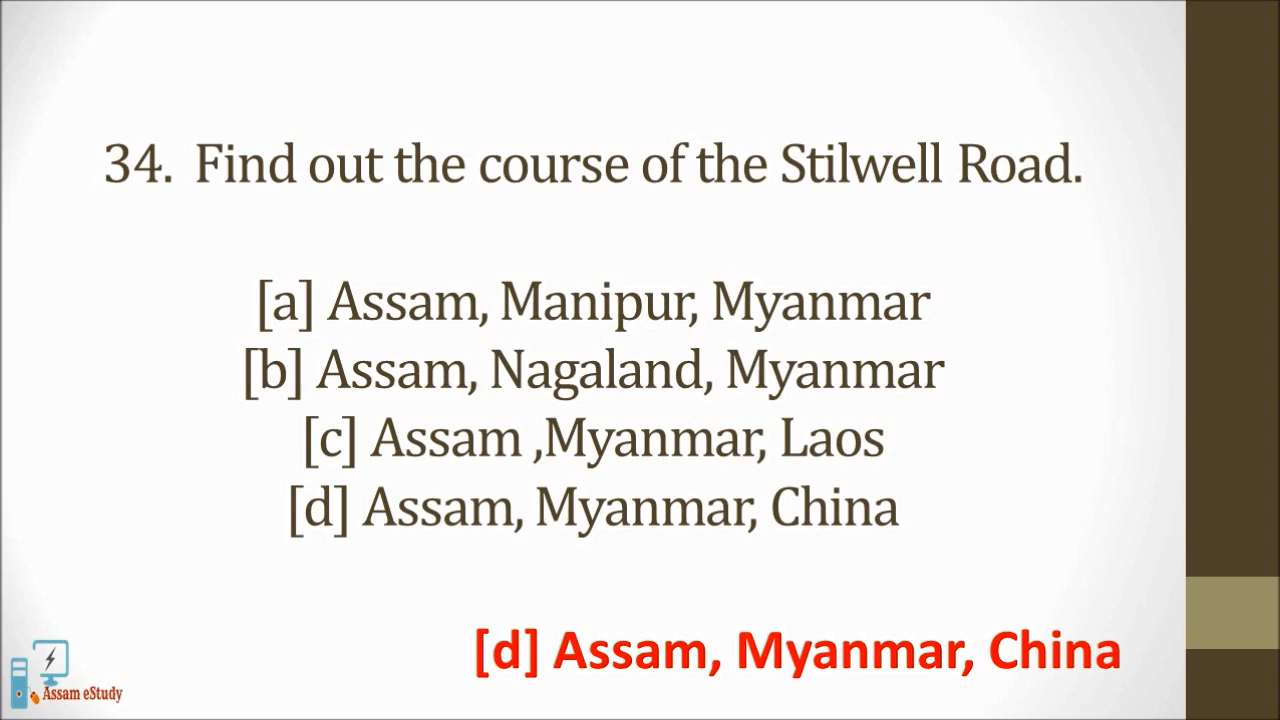 34. Find out the course of the Stilwell Road.
[a] Assam, Manipur, Myanmar
[b] Assam, Nagaland, Myanmar
[c] Assam ,Myanmar, Laos
[d] Assam, Myanmar, China
[d] Assam, Myanmar, China
Assam eStudy